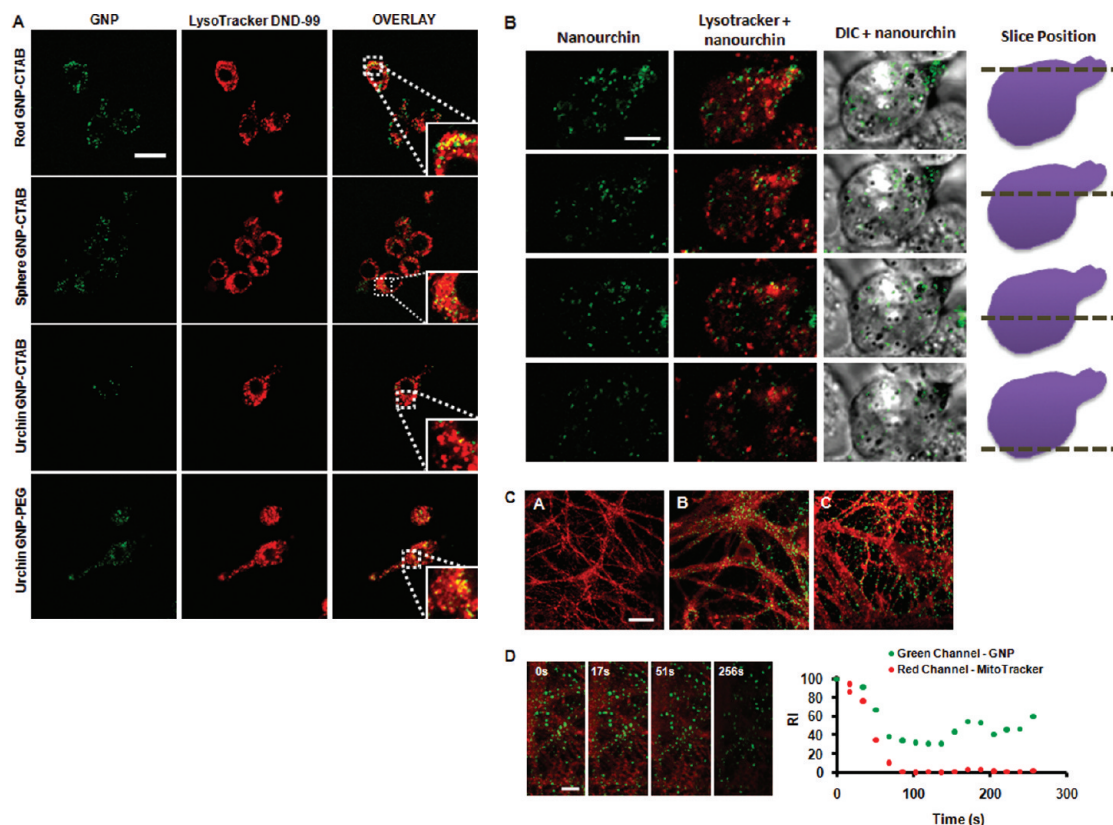 A
GNP
LysoTracker DND-99
OVERLAY
Rod GNP-CTAB
Sphere GNP-CTAB
Urchin GNP-CTAB
Urchin GNP-PEG
B
Nanourchin
Lysotracker +
nanourchin
DIC + nanourchin
Slice Position
C
A
B
C
D
0s
17s
51s
256s
Green Channel - GNP
Red Channel - MitoTracker
RI
100
80
60
40
20
0
0
100
200
300
Time (s)